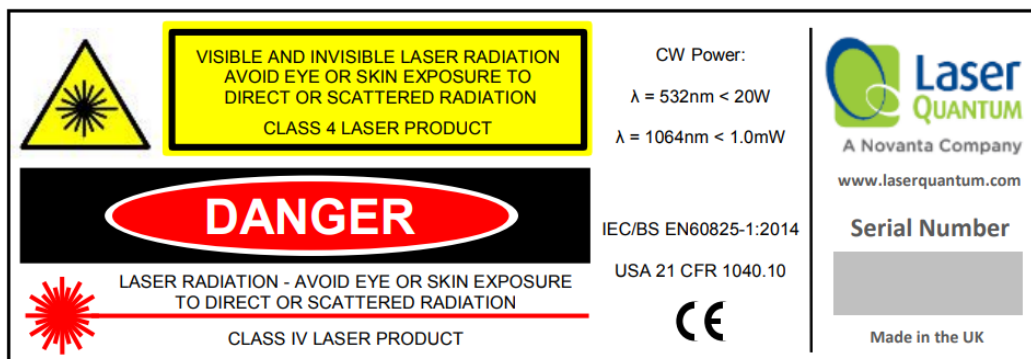 VISIBLE AND INVISIBLE LASER RADIATION
AVOID EYE OR SKIN EXPOSURE TO
DIRECT OR SCATTERED RADIATION
CLASS 4 LASER PRODUCT
DANGER
LASER RADIATION - AVOID EYE OR SKIN EXPOSURE
TO DIRECT OR SCATTERED RADIATION
CLASS IV LASER PRODUCT
CW Power:
λ = 532nm < 20W
λ = 1064nm < 1.0mW
IEC/BS EN60825-1:2014
USA 21 CFR 1040.10
CE
Laser
QUANTUM
A Novanta Company
www.laserquantum.com
Serial Number
Made in the UK